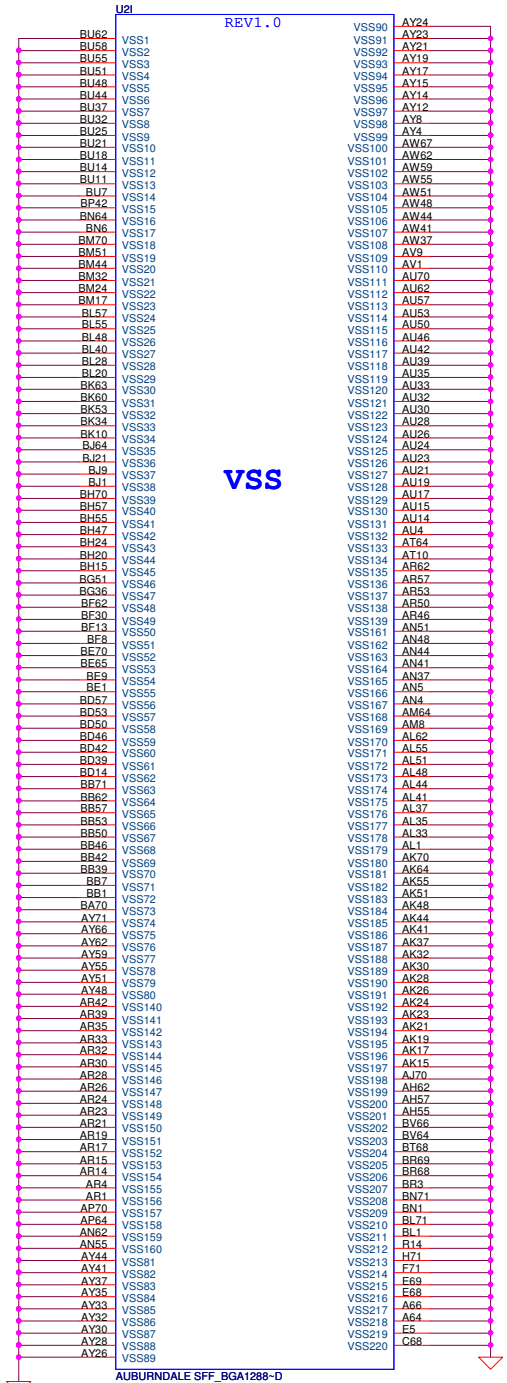 U2I
REV1.0
BU62 VSS1
BU58 VSS2
BU55 VSS3
BU51 VSS4
BU48 VSS5
BU44 VSS6
BU37 VSS7
BU32 VSS8
BU25 VSS9
BU21 VSS10
BU18 VSS11
BU14 VSS12
BU11 VSS13
BU7 VSS14
BP42 VSS15
BN64 VSS16
BN6 VSS17
BM70 VSS18
BM51 VSS19
BM44 VSS20
BM32 VSS21
BM24 VSS22
BM17 VSS23
BL57 VSS24
BL55 VSS25
BL48 VSS26
BL40 VSS27
BL28 VSS28
BL20 VSS29
BK63 VSS30
BK60 VSS31
BK53 VSS32
BK34 VSS33
BK10 VSS34
BJ64 VSS35
BJ21 VSS36
BJ9 VSS37
BJ1 VSS38
BH70 VSS39
BH57 VSS40
BH55 VSS41
BH47 VSS42
BH24 VSS43
BH20 VSS44
BH15 VSS45
BG51 VSS46
BG36 VSS47
BF62 VSS48
BF30 VSS49
BF13 VSS50
BF8 VSS51
BE70 VSS52
BE65 VSS53
BE9 VSS54
BE1 VSS55
BD57 VSS56
BD53 VSS57
BD50 VSS58
BD46 VSS59
BD42 VSS60
BD39 VSS61
BD14 VSS62
BB71 VSS63
BB62 VSS64
BB57 VSS65
BB53 VSS66
BB50 VSS67
BB46 VSS68
BB42 VSS69
BB39 VSS70
BB7 VSS71
BB1 VSS72
BA70 VSS73
AY71 VSS74
AY66 VSS75
AY62 VSS76
AY59 VSS77
AY55 VSS78
AY51 VSS79
AY48 VSS80
AR42 VSS140
AR39 VSS141
AR35 VSS142
AR33 VSS143
AR32 VSS144
AR30 VSS145
AR28 VSS146
AR26 VSS147
AR24 VSS148
AR23 VSS149
AR21 VSS150
AR19 VSS151
AR17 VSS152
AR15 VSS153
AR14 VSS154
AR4 VSS155
AR1 VSS156
AP70 VSS157
AP64 VSS158
AN62 VSS159
AN55 VSS160
AY44 VSS81
AY41 VSS82
AY37 VSS83
AY35 VSS84
AY33 VSS85
AY32 VSS86
AY30 VSS87
AY28 VSS88
AY26 VSS89
VSS
VSS90 AY24
VSS91 AY23
VSS92 AY21
VSS93 AY19
VSS94 AY17
VSS95 AY15
VSS96 AY14
VSS97 AY12
VSS98 AY8
VSS99 AY4
VSS100 AW67
VSS101 AW62
VSS102 AW59
VSS103 AW55
VSS104 AW51
VSS105 AW48
VSS106 AW44
VSS107 AW41
VSS108 AW37
VSS109 AV9
VSS110 AV1
VSS111 AU70
VSS112 AU62
VSS113 AU57
VSS114 AU53
VSS115 AU50
VSS116 AU46
VSS117 AU42
VSS118 AU39
VSS119 AU35
VSS120 AU33
VSS121 AU32
VSS122 AU30
VSS123 AU28
VSS124 AU26
VSS125 AU24
VSS126 AU23
VSS127 AU21
VSS128 AU19
VSS129 AU17
VSS130 AU15
VSS131 AU14
VSS132 AU4
VSS133 AT64
VSS134 AT10
VSS135 AR62
VSS136 AR57
VSS137 AR53
VSS138 AR50
VSS139 AR46
VSS161 AN51
VSS162 AN48
VSS163 AN44
VSS164 AN41
VSS165 AN37
VSS166 AN5
VSS167 AN4
VSS168 AM64
VSS169 AM8
VSS170 AL62
VSS171 AL55
VSS172 AL51
VSS173 AL48
VSS174 AL44
VSS175 AL41
VSS176 AL37
VSS177 AL35
VSS178 AL33
VSS179 AL1
VSS180 AK70
VSS181 AK64
VSS182 AK55
VSS183 AK51
VSS184 AK48
VSS185 AK44
VSS186 AK41
VSS187 AK37
VSS188 AK32
VSS189 AK30
VSS190 AK28
VSS191 AK26
VSS192 AK24
VSS193 AK23
VSS194 AK21
VSS195 AK19
VSS196 AK17
VSS197 AK15
VSS198 AJ70
VSS199 AH62
VSS200 AH57
VSS201 AH55
VSS202 BV66
VSS203 BV64
VSS204 BT68
VSS205 BR69
VSS206 BR68
VSS207 BR3
VSS208 BN71
VSS209 BN1
VSS210 BL71
VSS211 BL1
VSS212 R14
VSS213 H71
VSS214 F71
VSS215 E69
VSS216 E68
VSS217 A66
VSS218 A64
VSS219 E5
VSS220 C68
AUBURNDALE SFF_BGA1288~D